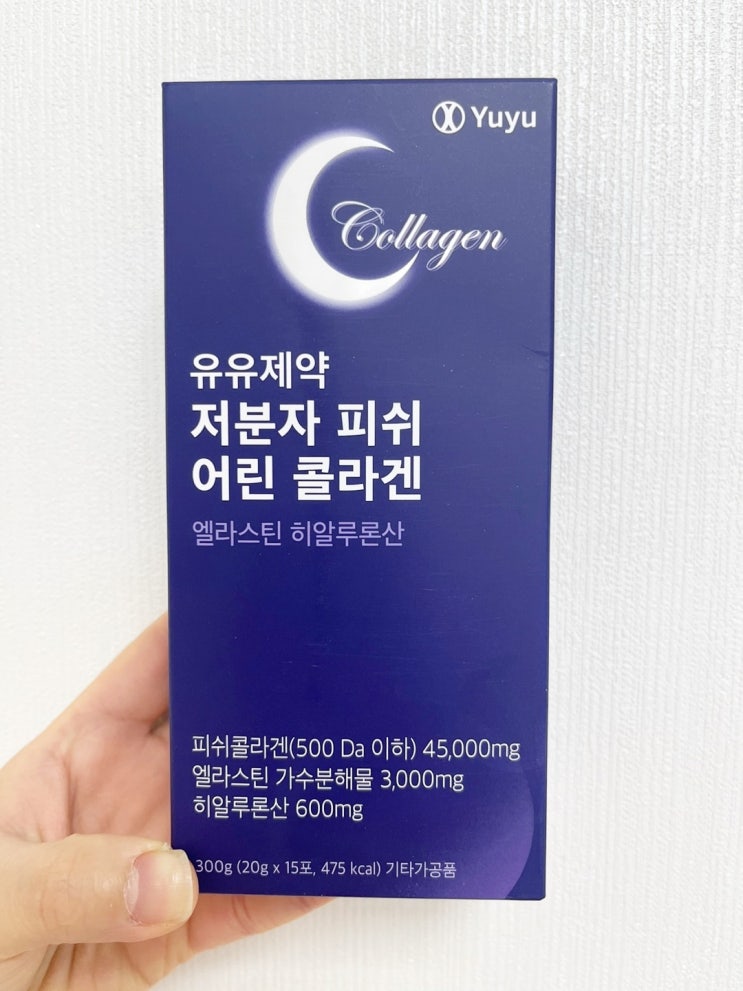 Yuyu
Collagen
유유제약
저분자 피쉬
어린 콜라겐
엘라스틴 히알루론산
피쉬콜라겐(500 Da 이하) 45,000mg
엘라스틴 가수분해물 3,000mg
히알루론산 600mg
300g (20g x 15포, 475 kcal) 기타가공품